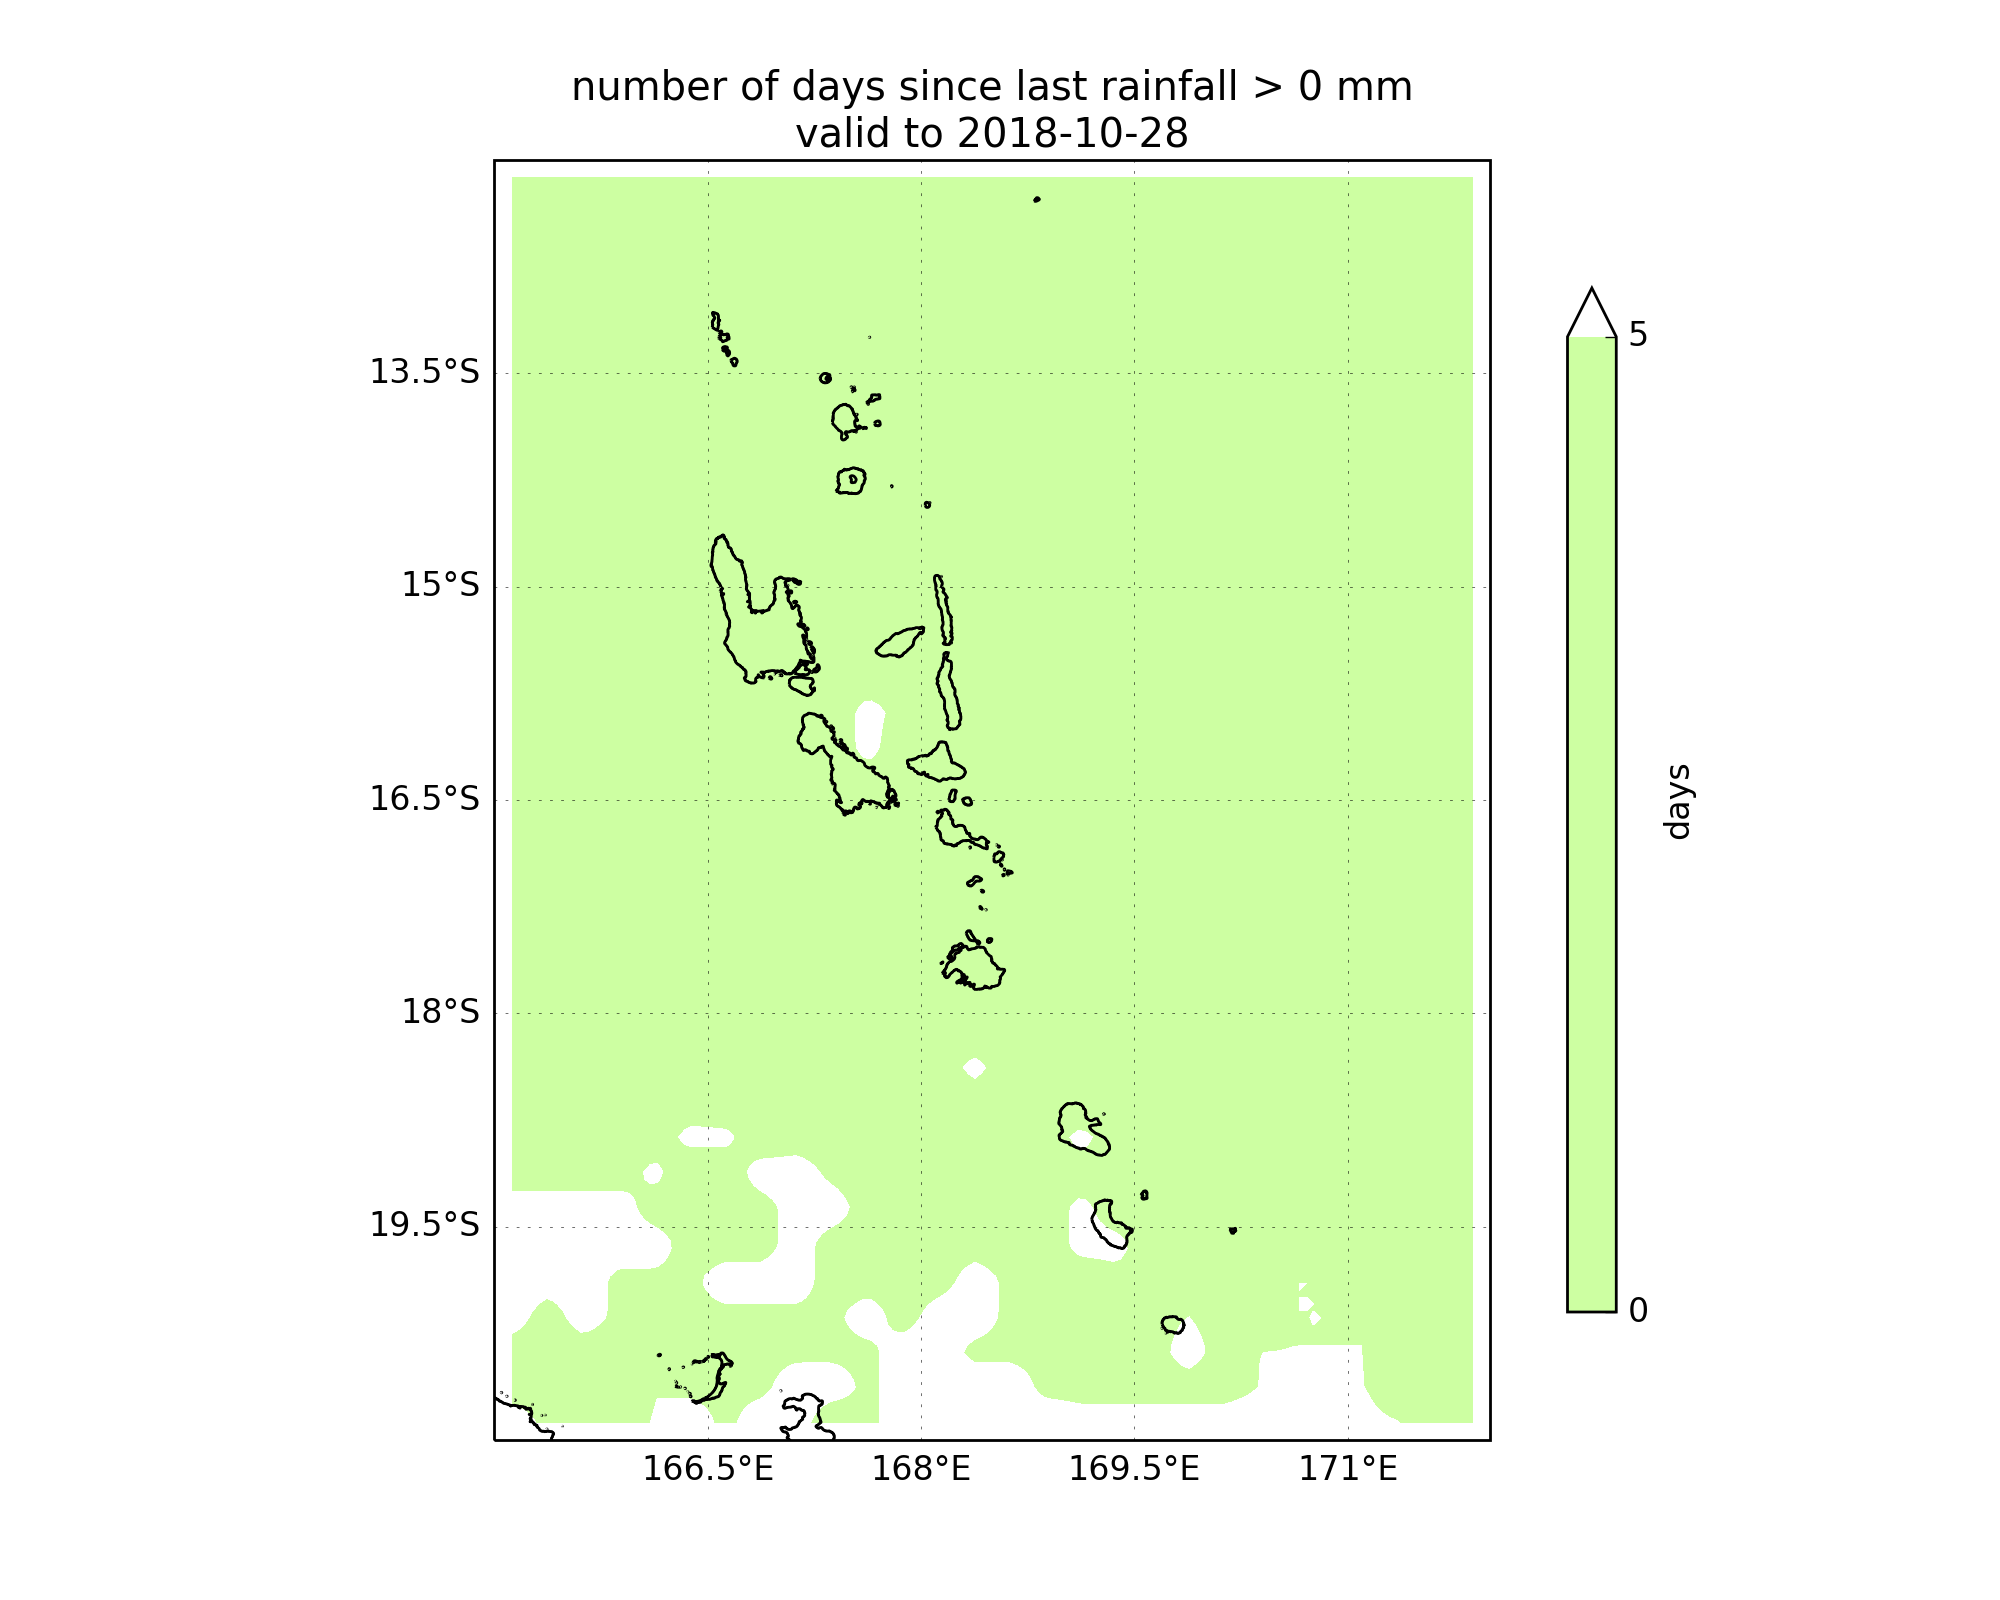 number of days since last rainfall > 0 mm
valid to 2018-10-28
13.5°S
15°S
16.5°S
18°S
19.5°S
166.5°E
168°E
169.5°E
171°E
5
0
days